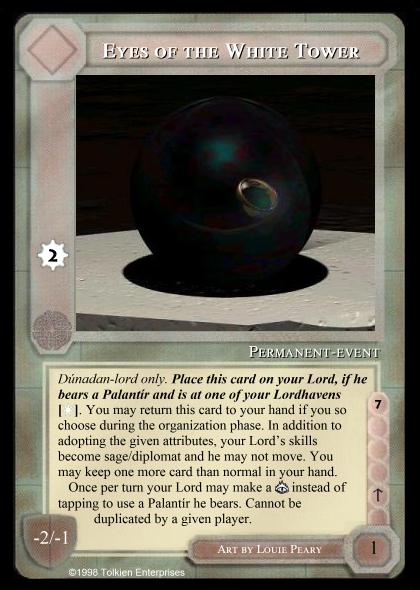 EYES OF THE WHITE TOWER
2
PERMANENT-EVENT
Dúnadan-lord only. Place this card on your Lord, if he
bears a Palantír and is at one of your Lordhavens
[☀]. You may return this card to your hand if you so
choose during the organization phase. In addition to
adopting the given attributes, your Lord's skills
become sage/diplomat and he may not move. You
may keep one more card than normal in your hand.
Once per turn your Lord may make a instead of
tapping to use a Palantír he bears. Cannot be
duplicated by a given player.
7
↑
-2/-1
ART BY LOUIE PEARY
1
©1998 Tolkien Enterprises